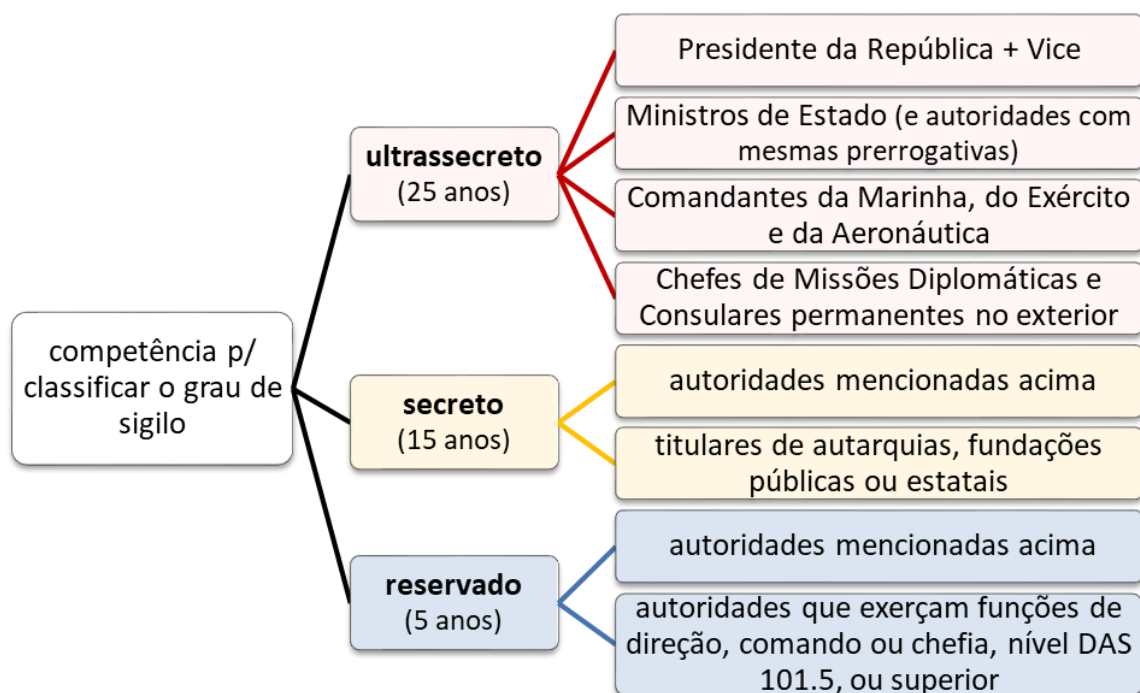 competência p/
classificar o grau de
sigilo
ultrassecreto
(25 anos)
Presidente da República + Vice
Ministros de Estado (e autoridades com
mesmas prerrogativas)
Comandantes da Marinha, do Exército
e da Aeronáutica
Chefes de Missões Diplomáticas e
Consulares permanentes no exterior
secreto
(15 anos)
autoridades mencionadas acima
titulares de autarquias, fundações
públicas ou estatais
reservado
(5 anos)
autoridades mencionadas acima
autoridades que exerçam funções de
direção, comando ou chefia, nível DAS
101.5, ou superior